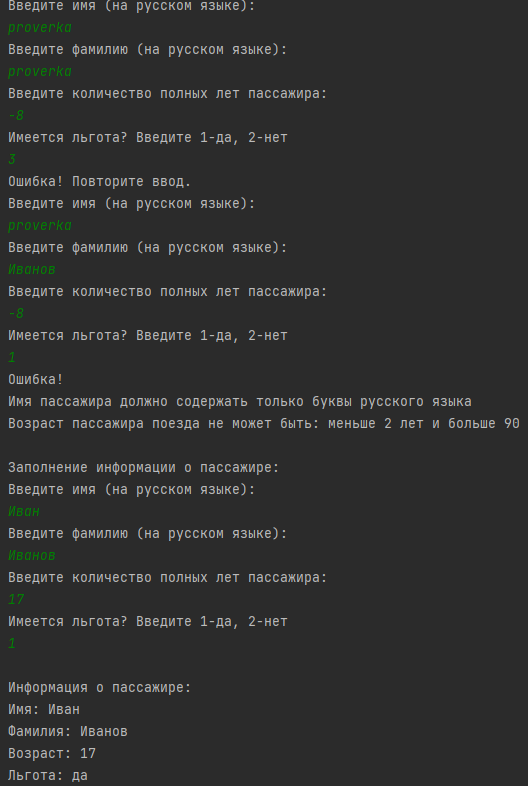 Введите имя (на русском языке):
proverka
Введите фамилию (на русском языке):
proverka
Введите количество полных лет пассажира:
-8
Имеется льгота? Введите 1-да, 2-нет
3
Ошибка! Повторите ввод.
Введите имя (на русском языке):
proverka
Введите фамилию (на русском языке):
Иванов
Введите количество полных лет пассажира:
-8
Имеется льгота? Введите 1-да, 2-нет
1
Ошибка!
Имя пассажира должно содержать только буквы русского языка
Возраст пассажира поезда не может быть: меньше 2 лет и больше 90
Заполнение информации о пассажире:
Введите имя (на русском языке):
Иван
Введите фамилию (на русском языке):
Иванов
Введите количество полных лет пассажира:
17
Имеется льгота? Введите 1-да, 2-нет
1
Информация о пассажире:
Имя: Иван
Фамилия: Иванов
Возраст: 17
Льгота: да